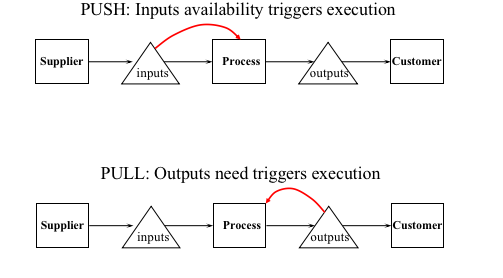 PUSH: Inputs availability triggers execution
Supplier inputs Process outputs Customer
PULL: Outputs need triggers execution
Supplier inputs Process outputs Customer